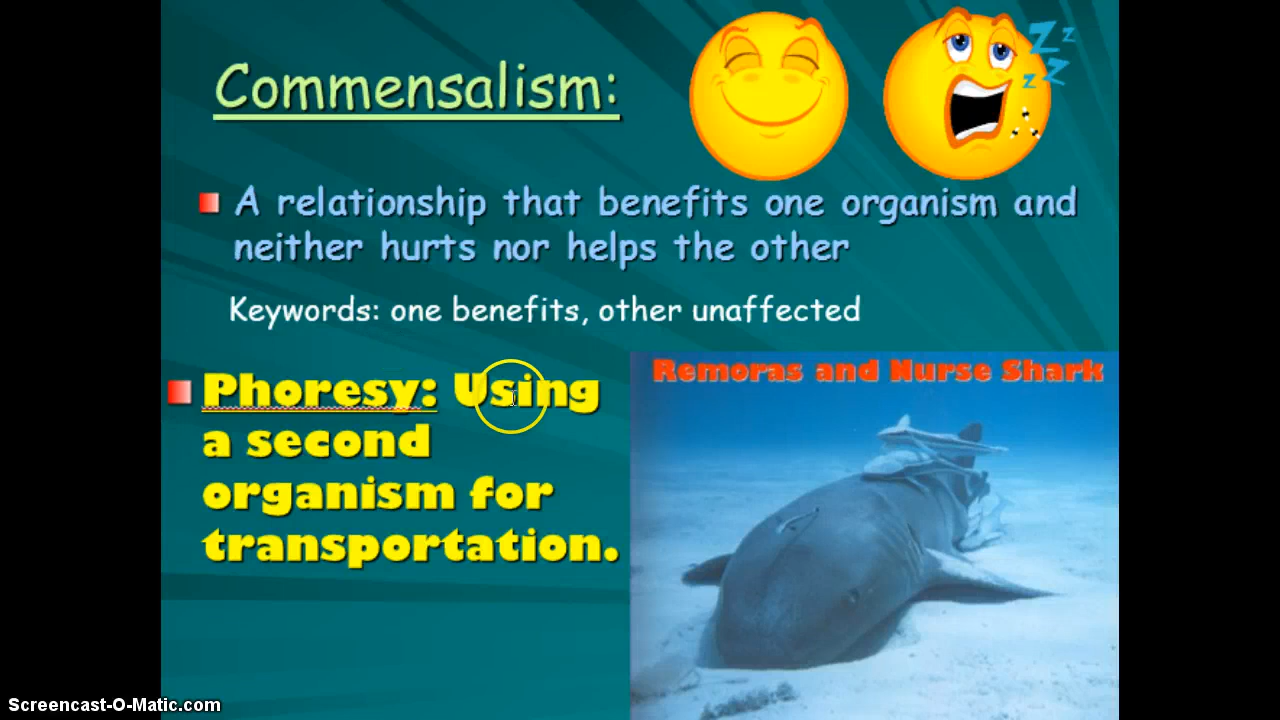 Commensalism:
A relationship that benefits one organism and
neither hurts nor helps the other
Keywords: one benefits, other unaffected
Phoresy: Using
a second
organism for
transportation.
Remoras and Nurse Shark
Z z
z Z
Screencast-O-Matic.com